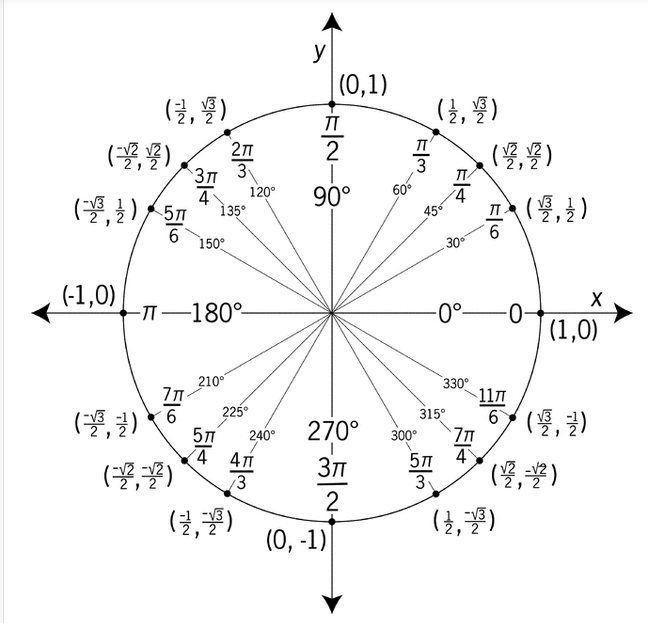 y
(0,1)
(-1/2, √3/2)
(1/2, √3/2)
π/2
2π/3
π/3
(-√2/2, √2/2)
(√2/2, √2/2)
3π/4
π/4
120°
90°
60°
(-√3/2, 1/2)
5π/6
135°
45°
π/6
(√3/2, 1/2)
150°
30°
(-1,0)
x
π
180°
0°
0
(1,0)
210°
330°
7π/6
11π/6
(-√3/2, -1/2)
225°
315°
(√3/2, -1/2)
5π/4
240°
270°
300°
7π/4
(-√2/2, -√2/2)
4π/3
3π/2
5π/3
(√2/2, -√2/2)
(-1/2, -√3/2)
(1/2, -√3/2)
(0, -1)